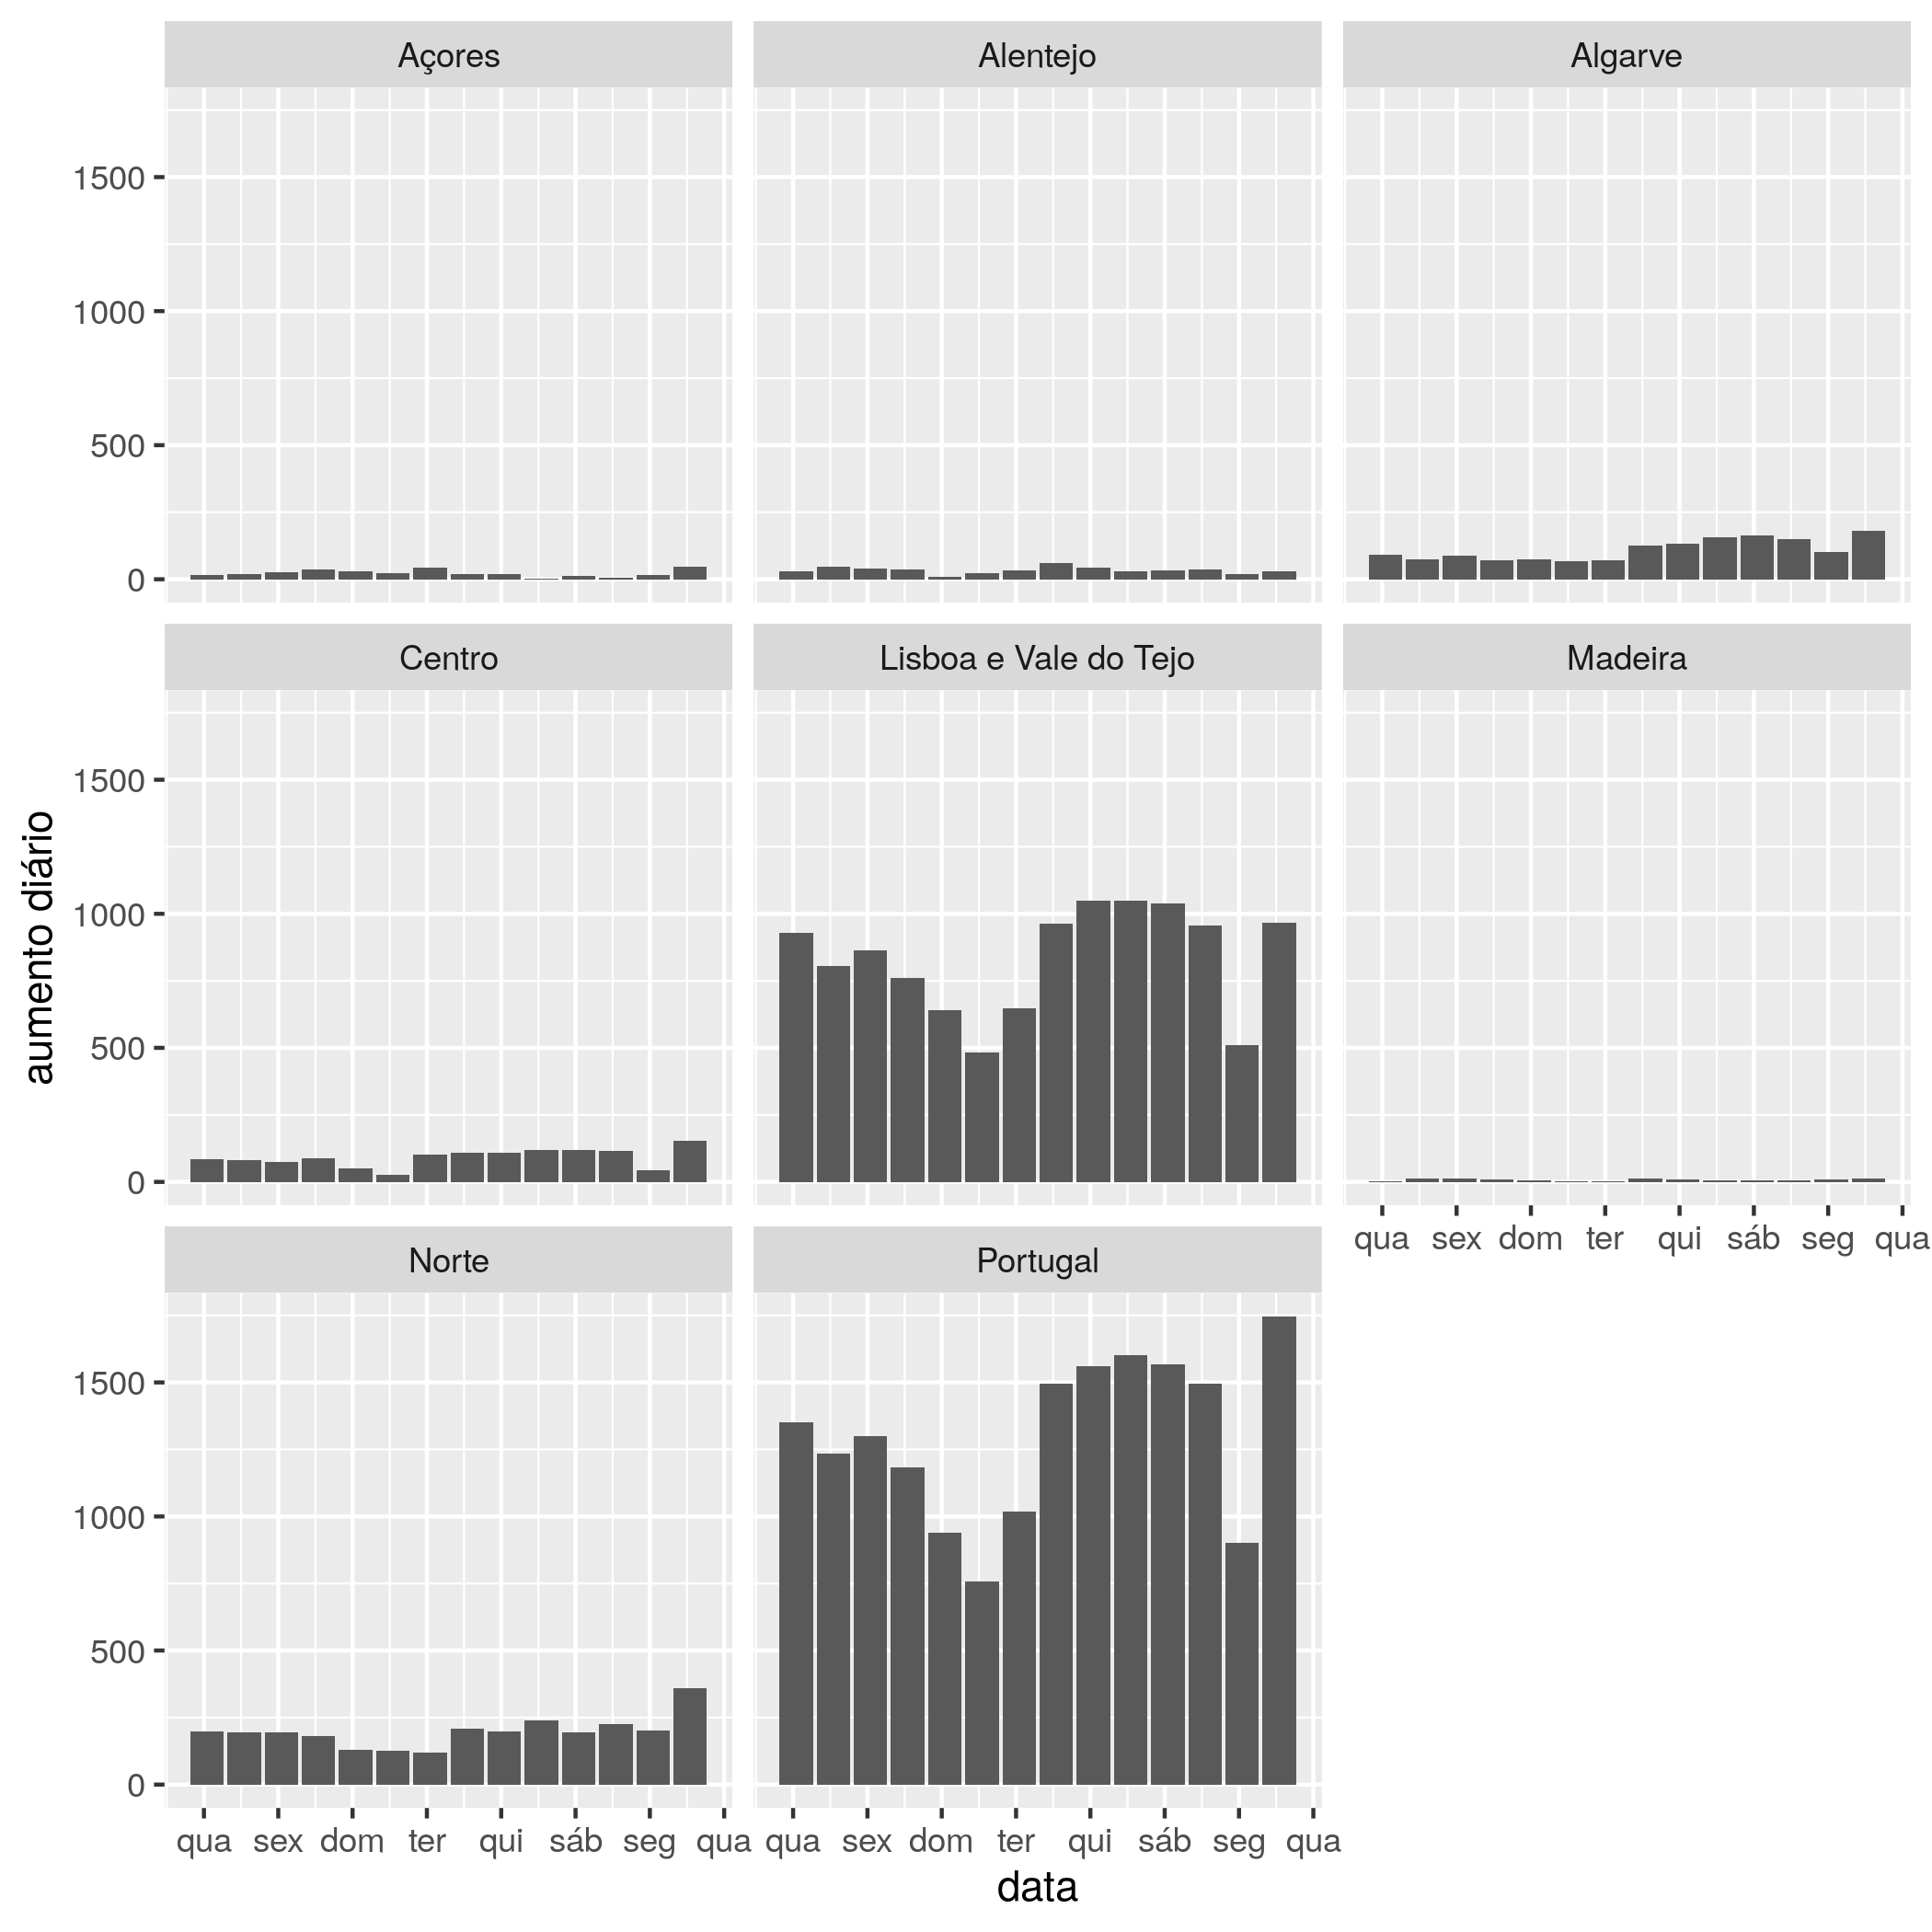 Açores
Alentejo
Algarve
1500
1000
500
0
Centro
Lisboa e Vale do Tejo
Madeira
1500
1000
500
0
qua sex dom ter qui sáb seg qua
Norte
Portugal
1500
1000
500
0
qua sex dom ter qui sáb seg qua
qua sex dom ter qui sáb seg qua
data
aumento diário